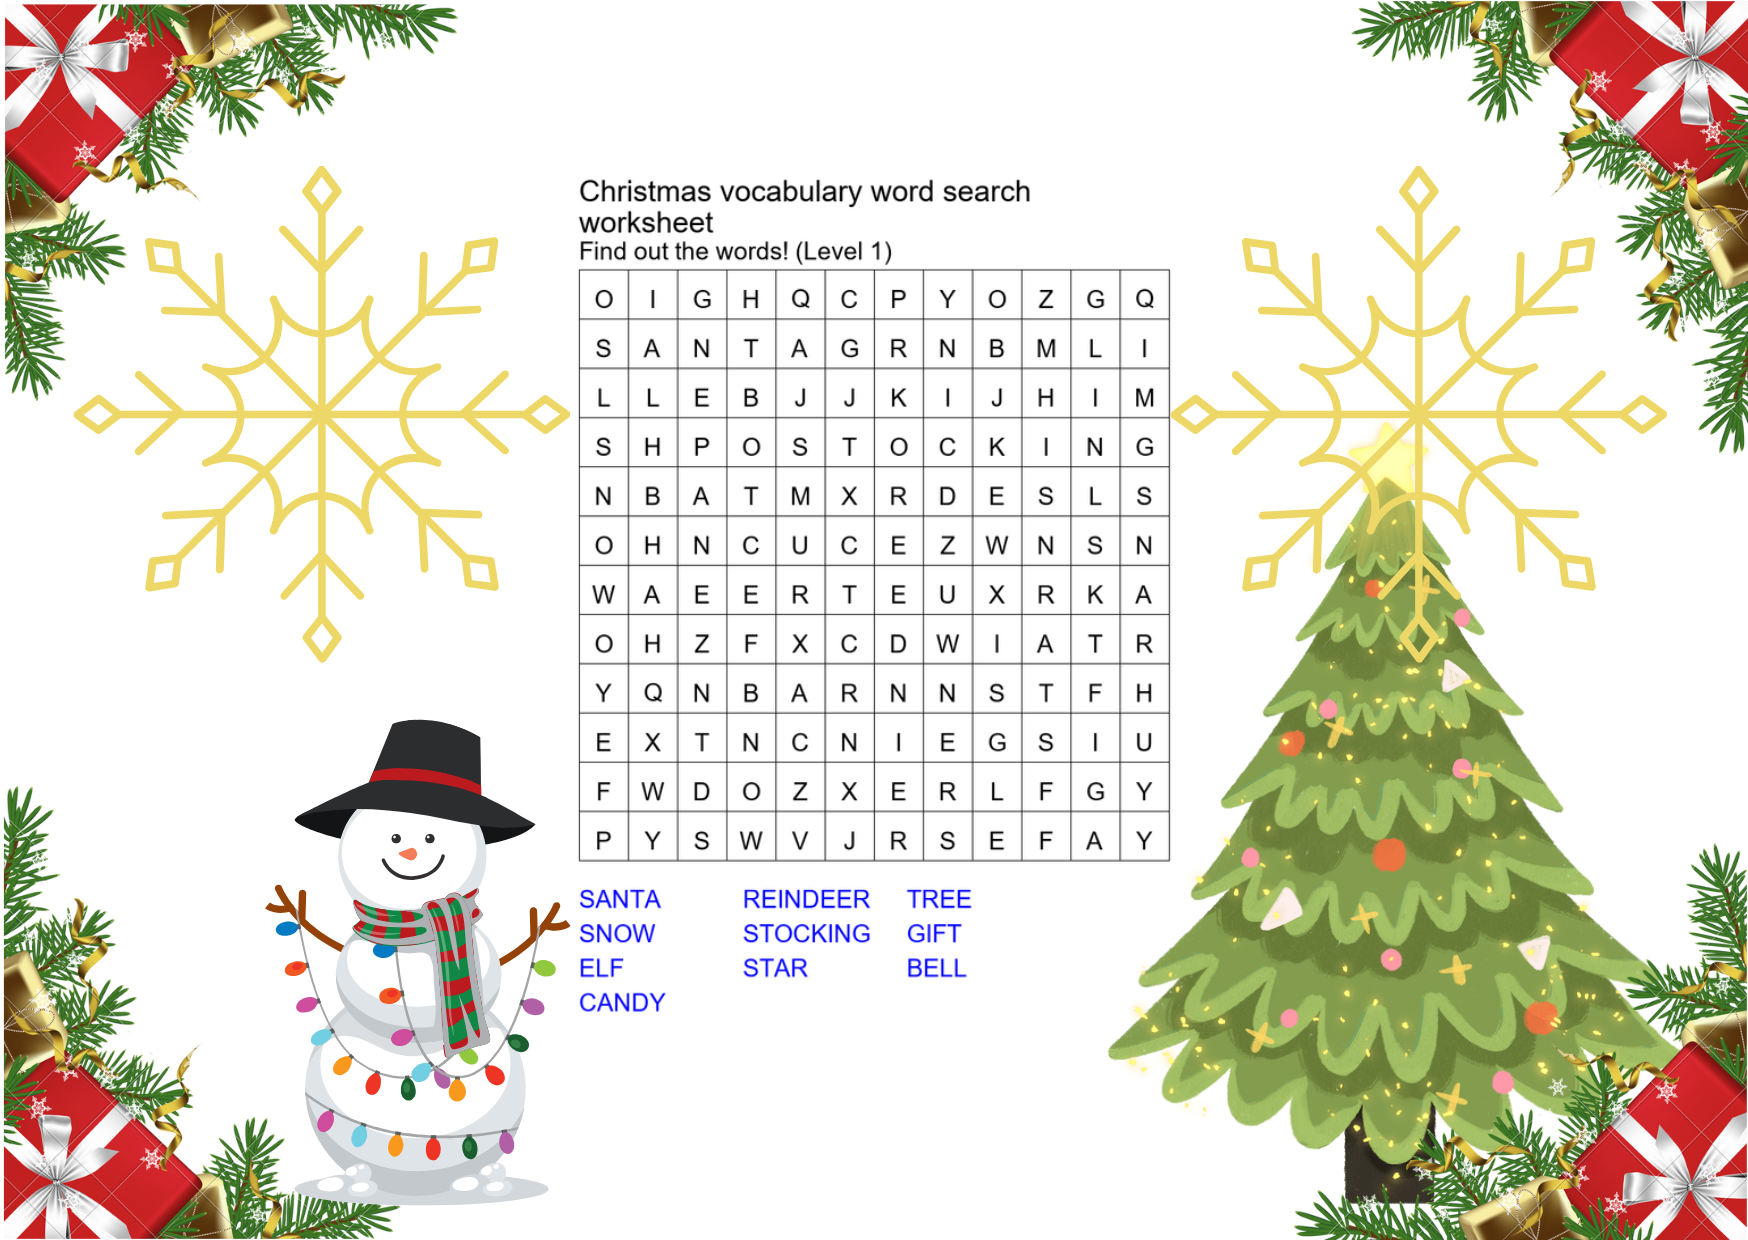 Christmas vocabulary word search
worksheet
Find out the words! (Level 1)
O I G H Q C P Y O Z G Q
S A N T A G R N B M L I
L L E B J J K I J H I M
S H P O S T O C K I N G
N B A T M X R D E S L S
O H N C U C E Z W N S N
W A E E R T E U X R K A
O H Z F X C D W I A T R
Y Q N B A R N N S T F H
E X T N C N I E G S I U
F W D O Z X E R L F G Y
P Y S W V J R S E F A Y
SANTA REINDEER TREE
SNOW STOCKING GIFT
ELF STAR BELL
CANDY